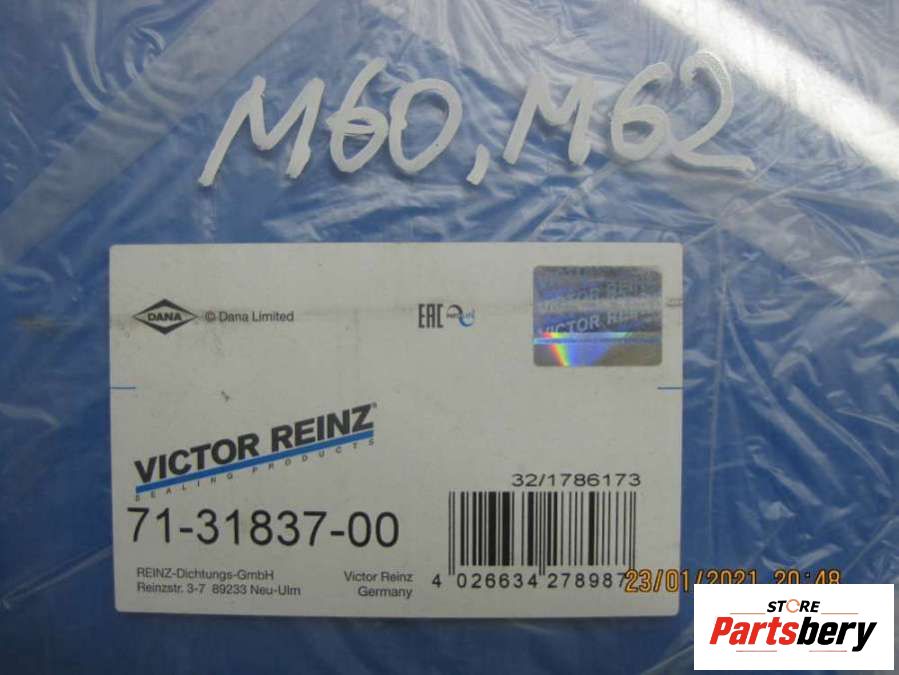 M60, M62
DANA © Dana Limited
EAC
VICTOR REINZ
VICTOR REINZ
VICTOR REINZ®
SEALING PRODUCTS
32/1786173
71-31837-00
REINZ-Dichtungs-GmbH
Reinzstr. 3-7 89233 Neu-Ulm
Victor Reinz
Germany
4 026634 278987
23/01/2021 20:48
STORE
Partsbery